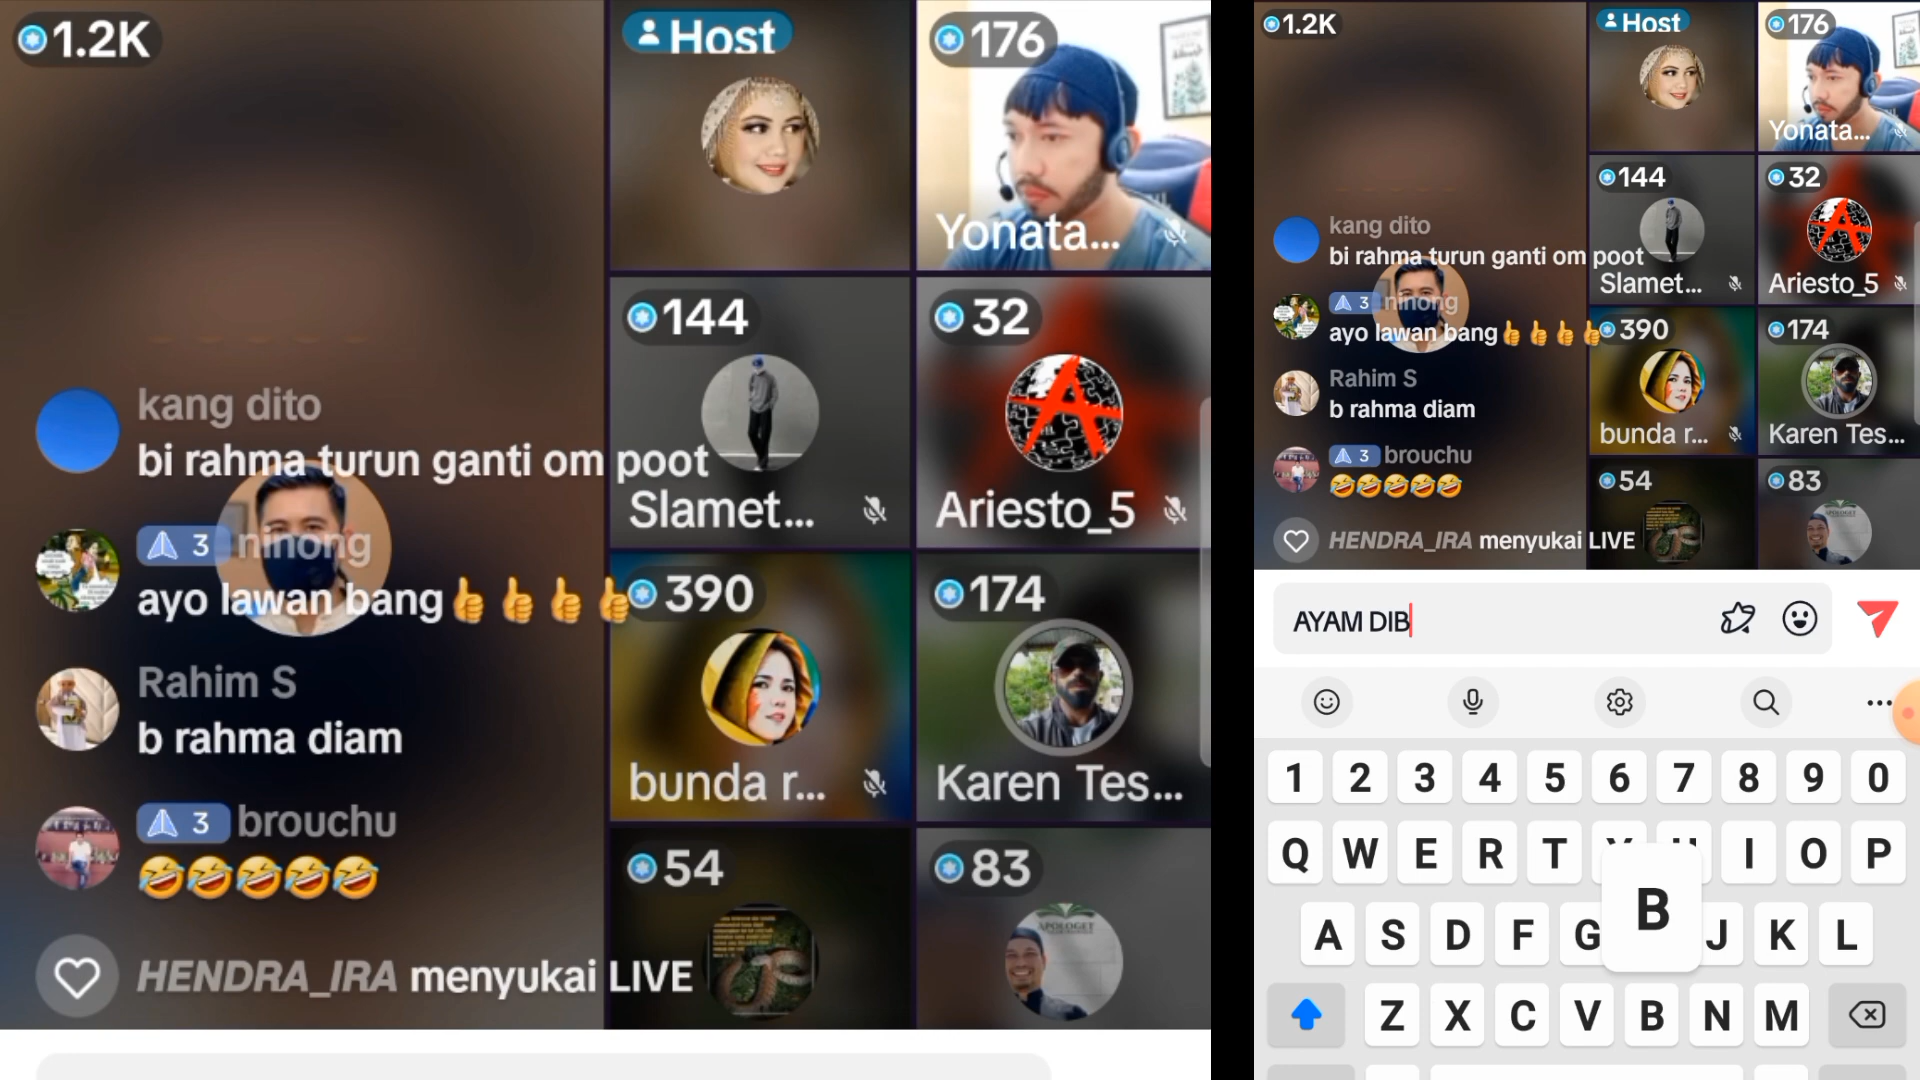 1.2K
Host
176
Yonata...
144
Slamet...
32
Ariesto_5
390
bunda r...
174
Karen Tes...
54
83
APOLOGET
kang dito
bi rahma turun ganti om poot
3 ninong
ayo lawan bang👍👍👍👍
Rahim S
b rahma diam
3 brouchu
🤣🤣🤣🤣🤣
HENDRA_IRA menyukai LIVE
1.2K
Host
176
Yonata...
144
Slamet...
32
Ariesto_5
390
bunda r...
174
Karen Tes...
54
83
APOLOGET
kang dito
bi rahma turun ganti om poot
3 ninong
ayo lawan bang👍👍👍👍
Rahim S
b rahma diam
3 brouchu
🤣🤣🤣🤣🤣
HENDRA_IRA menyukai LIVE
AYAM DIB
1 2 3 4 5 6 7 8 9 0
Q W E R T Y U I O P
A S D F G B J K L
Z X C V B N M